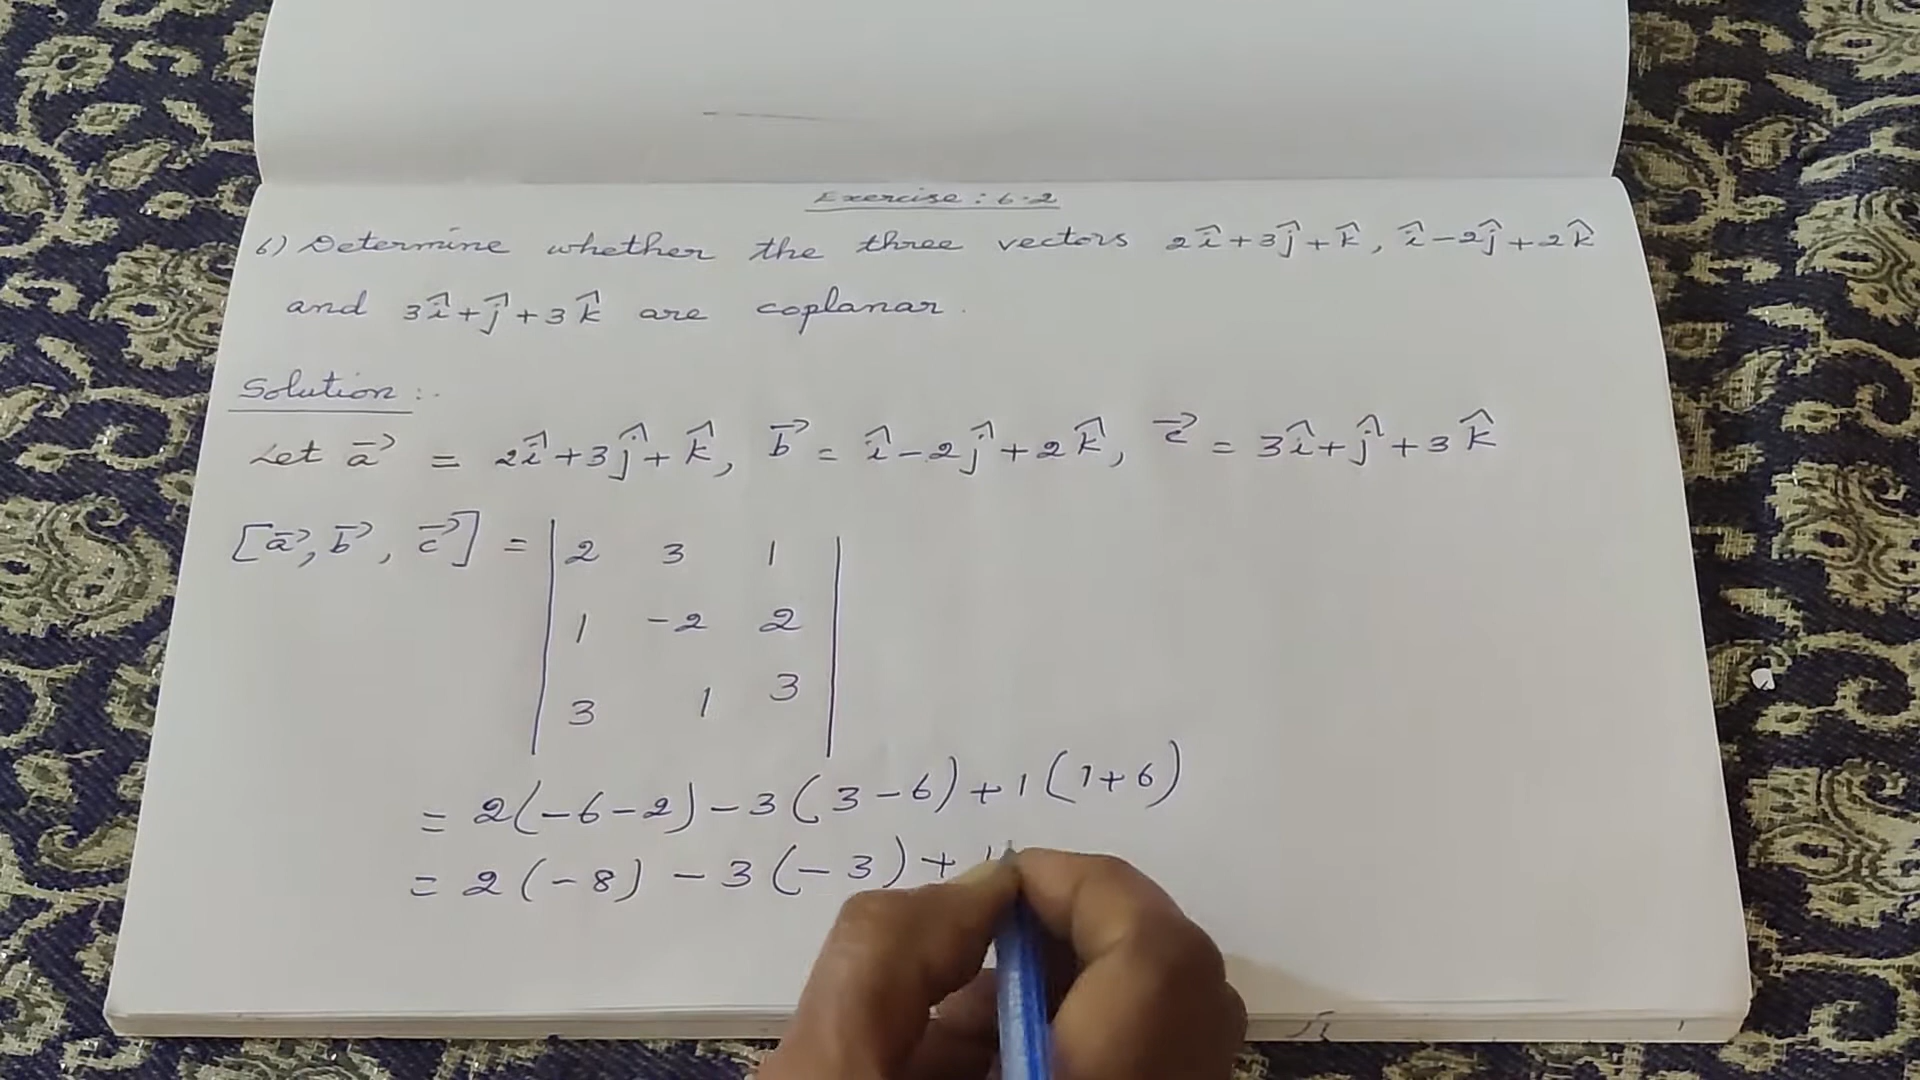 Exercise: 6.2
6) Determine whether the three vectors 2î+3ĵ+k̂, î-2ĵ+2k̂
and 3î+ĵ+3k̂ are coplanar.
Solution:-
Let a⃗ = 2î+3ĵ+k̂, b⃗ = î-2ĵ+2k̂, c⃗ = 3î+ĵ+3k̂
[a⃗, b⃗, c⃗] = | 2 3 1 |
1 -2 2
3 1 3
= 2(-6-2)-3(3-6)+1(1+6)
= 2(-8)-3(-3)+1